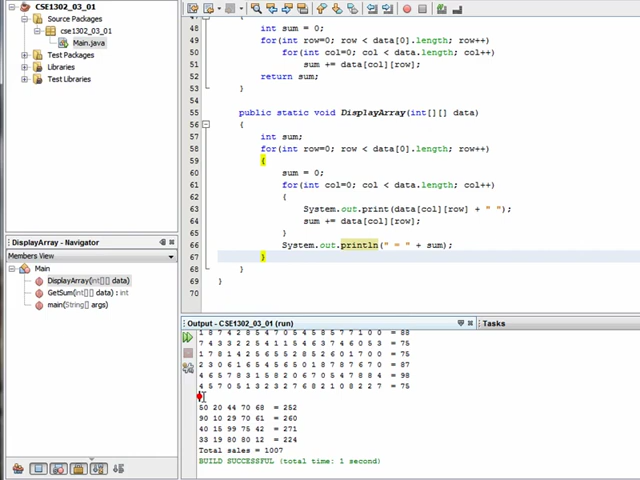 CSE1302_03_01
Source Packages
cse1302_03_01
Main.java
Test Packages
Libraries
Test Libraries
DisplayArray - Navigator
Members View
Main
DisplayArray(int[][] data)
GetSum(int[][] data) : int
main(String[] args)
48 int sum = 0;
49 for(int row=0; row < data[0].length; row++)
50 for(int col=0; col < data.length; col++)
51 sum += data[col][row];
52 return sum;
53 }
54
55 public static void DisplayArray(int[][] data)
56 {
57 int sum;
58 for(int row=0; row < data[0].length; row++)
59 {
60 sum = 0;
61 for(int col=0; col < data.length; col++)
62 {
63 System.out.print(data[col][row] + " ");
64 sum += data[col][row];
65 }
66 System.out.println(" = " + sum);
67 }
68 }
69 }
70
Output - CSE1302_03_01 (run)
Tasks
50 20 44 70 68 = 252
90 10 29 70 61 = 260
40 15 99 75 42 = 271
33 19 80 80 12 = 224
Total sales = 1007
BUILD SUCCESSFUL (total time: 1 second)